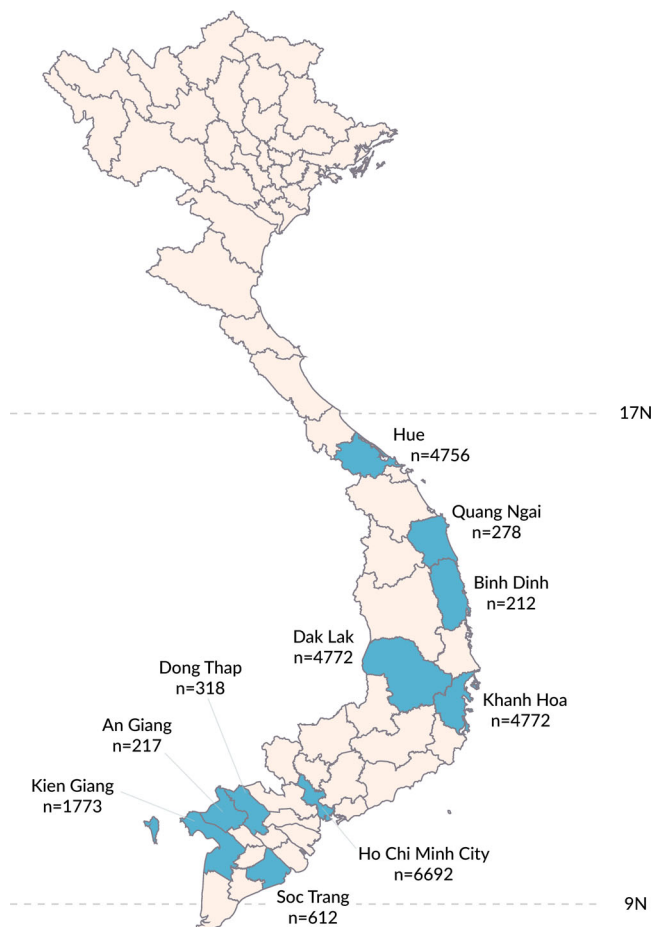 17N
Hue
n=4756
Quang Ngai
n=278
Binh Dinh
n=212
Dak Lak
n=4772
Dong Thap
n=318
Khanh Hoa
n=4772
An Giang
n=217
Kien Giang
n=1773
Ho Chi Minh City
n=6692
Soc Trang
n=612
9N